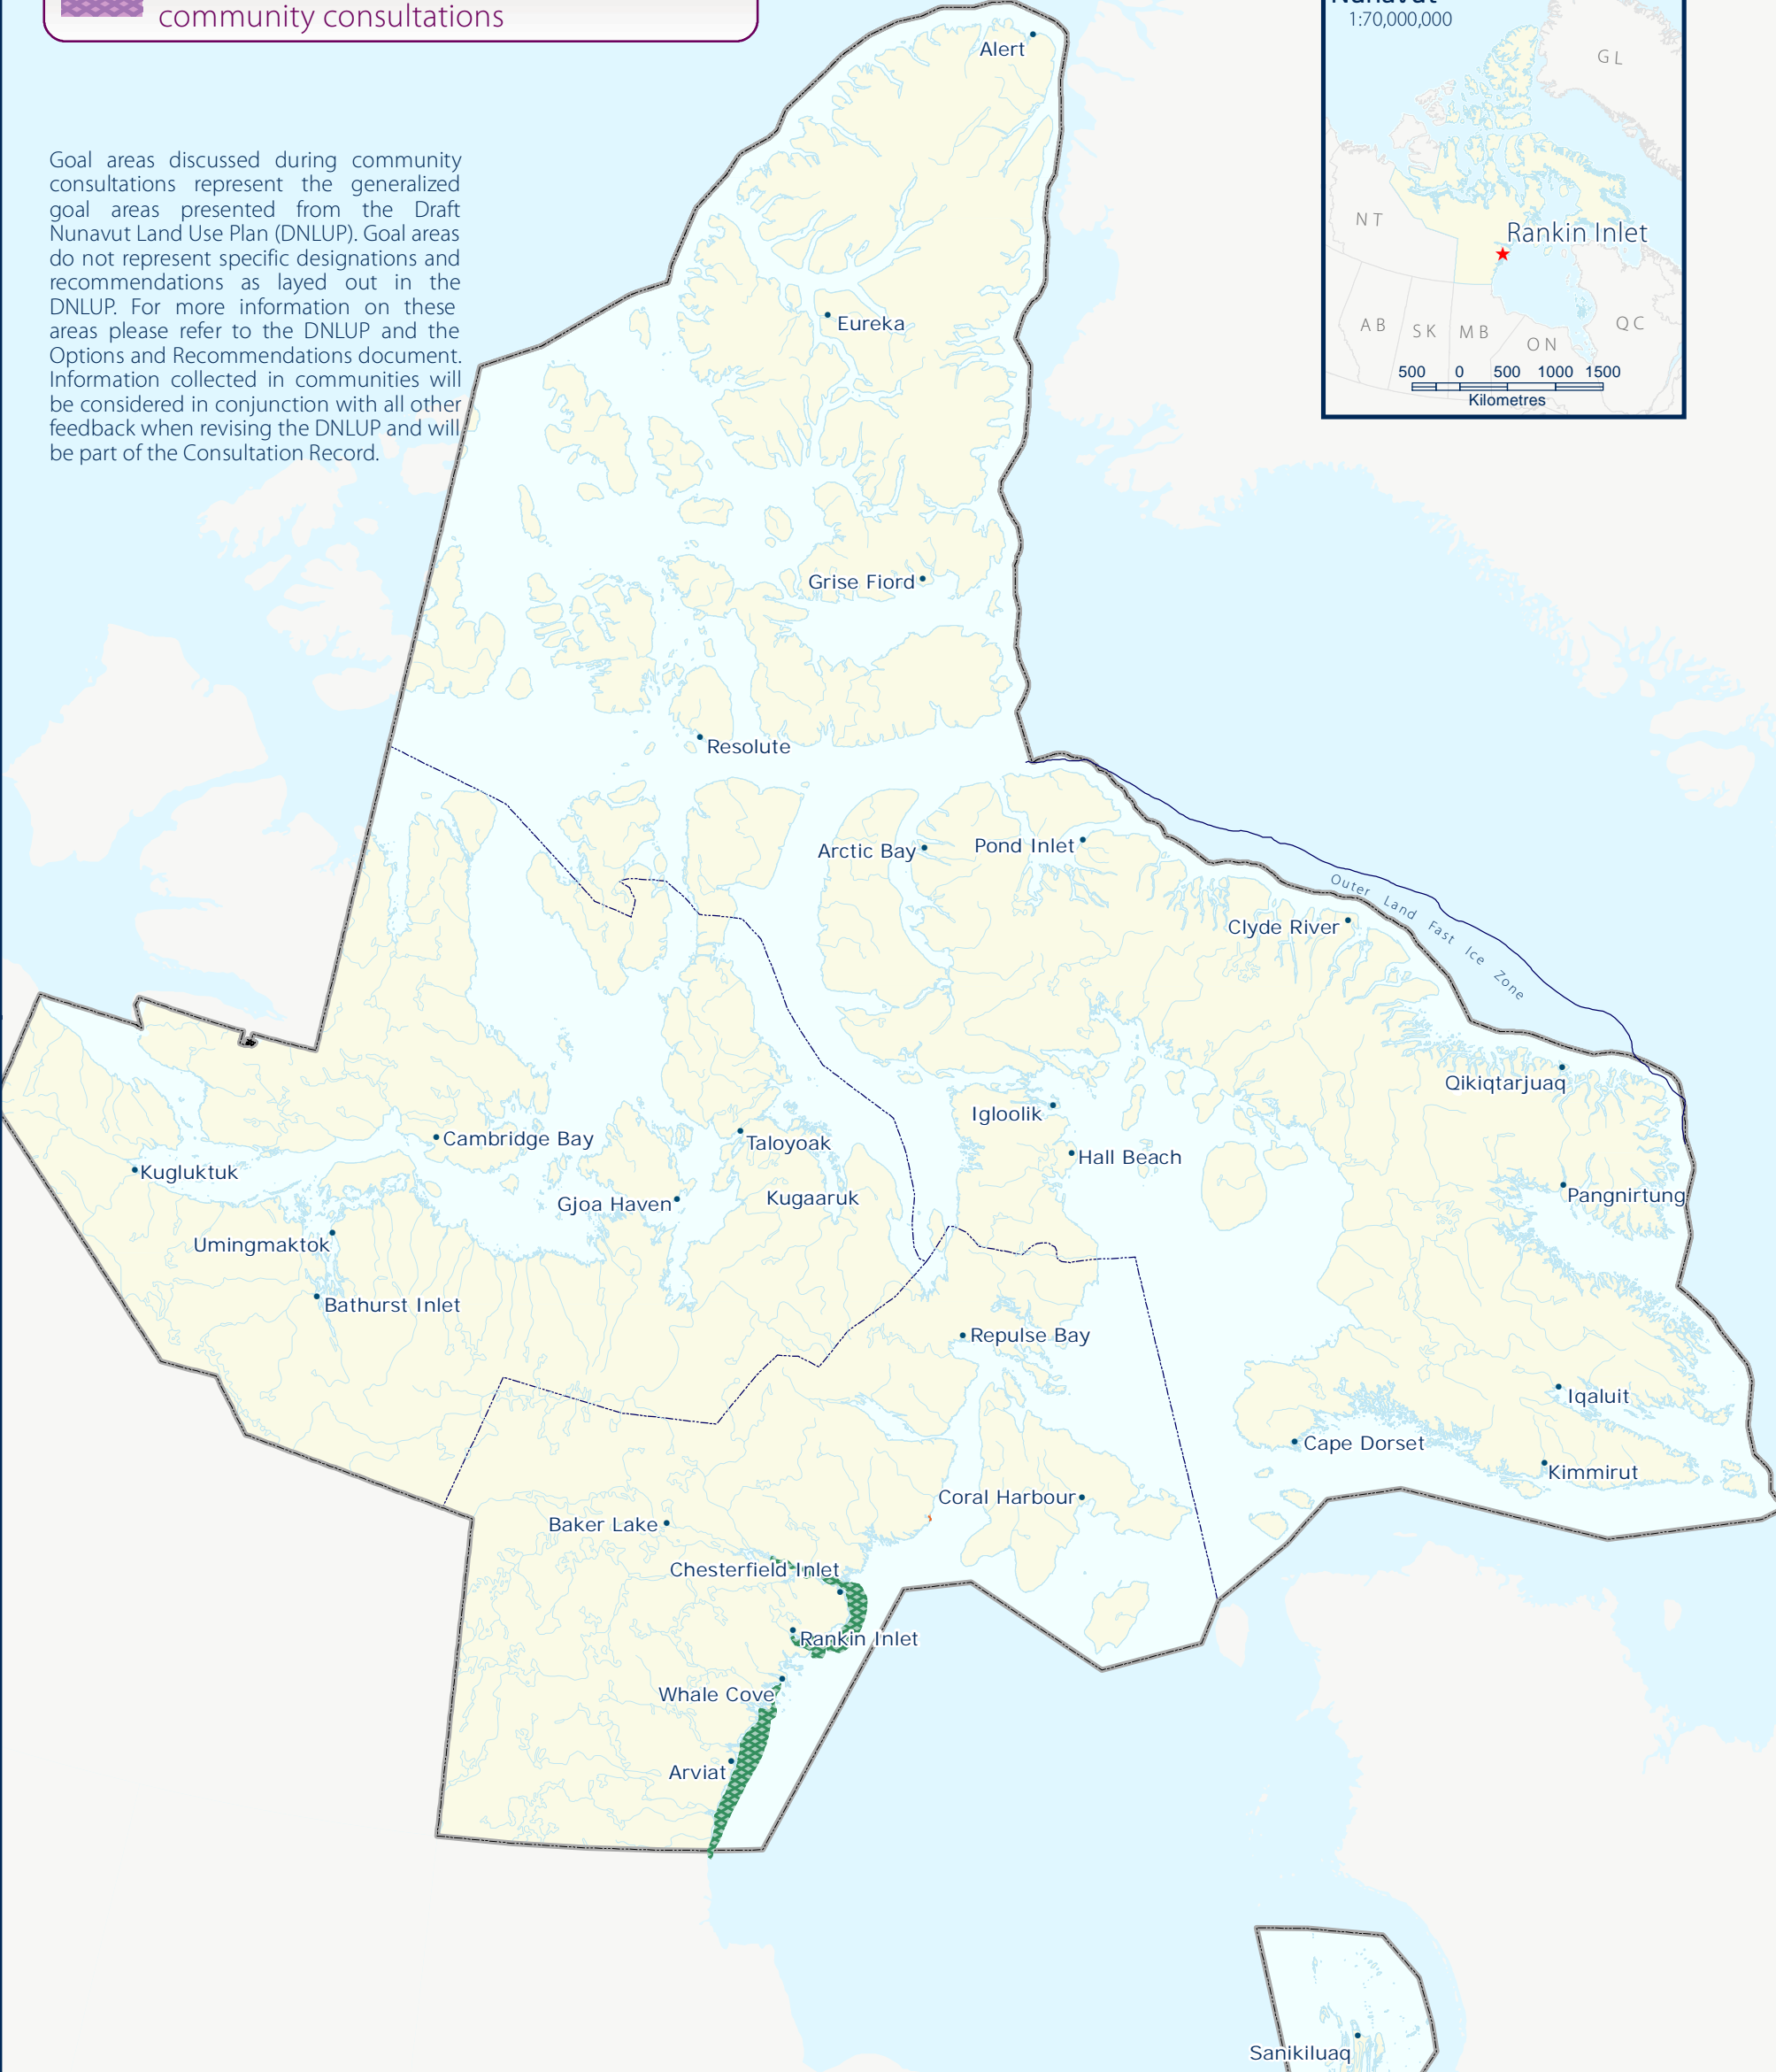 community consultations
Goal areas discussed during community
consultations represent the generalized
goal areas presented from the Draft
Nunavut Land Use Plan (DNLUP). Goal areas
do not represent specific designations and
recommendations as layed out in the
DNLUP. For more information on these
areas please refer to the DNLUP and the
Options and Recommendations document.
Information collected in communities will
be considered in conjunction with all other
feedback when revising the DNLUP and will
be part of the Consultation Record.
Nunavut
1:70,000,000
GL
NT
Rankin Inlet
AB
SK
MB
ON
QC
500 0 500 1000 1500
Kilometres
Alert
Eureka
Grise Fiord
Resolute
Arctic Bay
Pond Inlet
Clyde River
Outer Land Fast Ice Zone
Qikiqtarjuaq
Igloolik
Cambridge Bay
Taloyoak
Hall Beach
Kugluktuk
Gjoa Haven
Kugaaruk
Pangnirtung
Umingmaktok
Bathurst Inlet
Repulse Bay
Iqaluit
Cape Dorset
Kimmirut
Coral Harbour
Baker Lake
Chesterfield Inlet
Rankin Inlet
Whale Cove
Arviat
Sanikiluaq